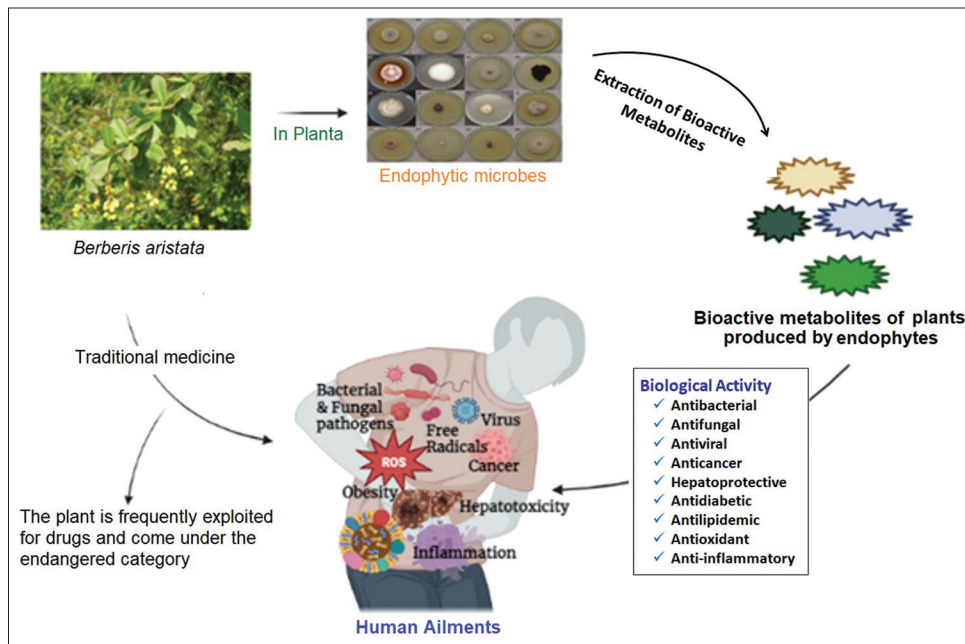 In Planta
Endophytic microbes
Extraction of Bioactive
Metabolites
Berberis aristata
Bioactive metabolites of plants
produced by endophytes
Traditional medicine
The plant is frequently exploited
for drugs and come under the
endangered category
Bacterial
& Fungal
pathogens
Virus
Free
Radicals
Cancer
ROS
Obesity
Hepatotoxicity
Inflammation
Human Ailments
Biological Activity
✓ Antibacterial
✓ Antifungal
✓ Antiviral
✓ Anticancer
✓ Hepatoprotective
✓ Antidiabetic
✓ Antilipidemic
✓ Antioxidant
✓ Anti-inflammatory